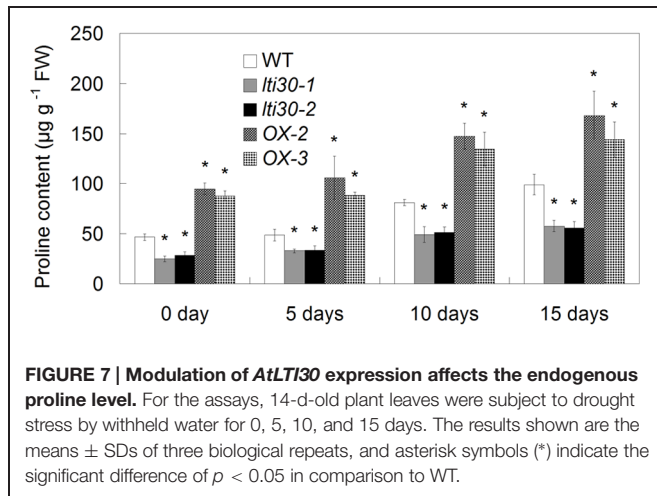 Proline content (µg g⁻¹ FW)
250
200
150
100
50
0
WT
lti30-1
lti30-2
OX-2
OX-3
* * * *
* * * *
* * * *
* * * *
0 day 5 days 10 days 15 days
FIGURE 7 | Modulation of AtLTI30 expression affects the endogenous
proline level. For the assays, 14-d-old plant leaves were subject to drought
stress by withheld water for 0, 5, 10, and 15 days. The results shown are the
means ± SDs of three biological repeats, and asterisk symbols (*) indicate the
significant difference of p < 0.05 in comparison to WT.